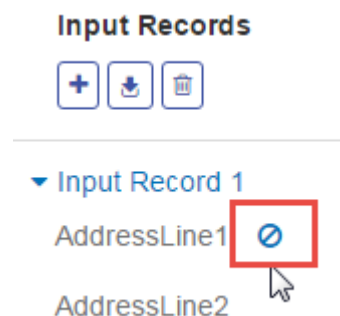 Input Records
Input Record 1
AddressLine1
AddressLine2